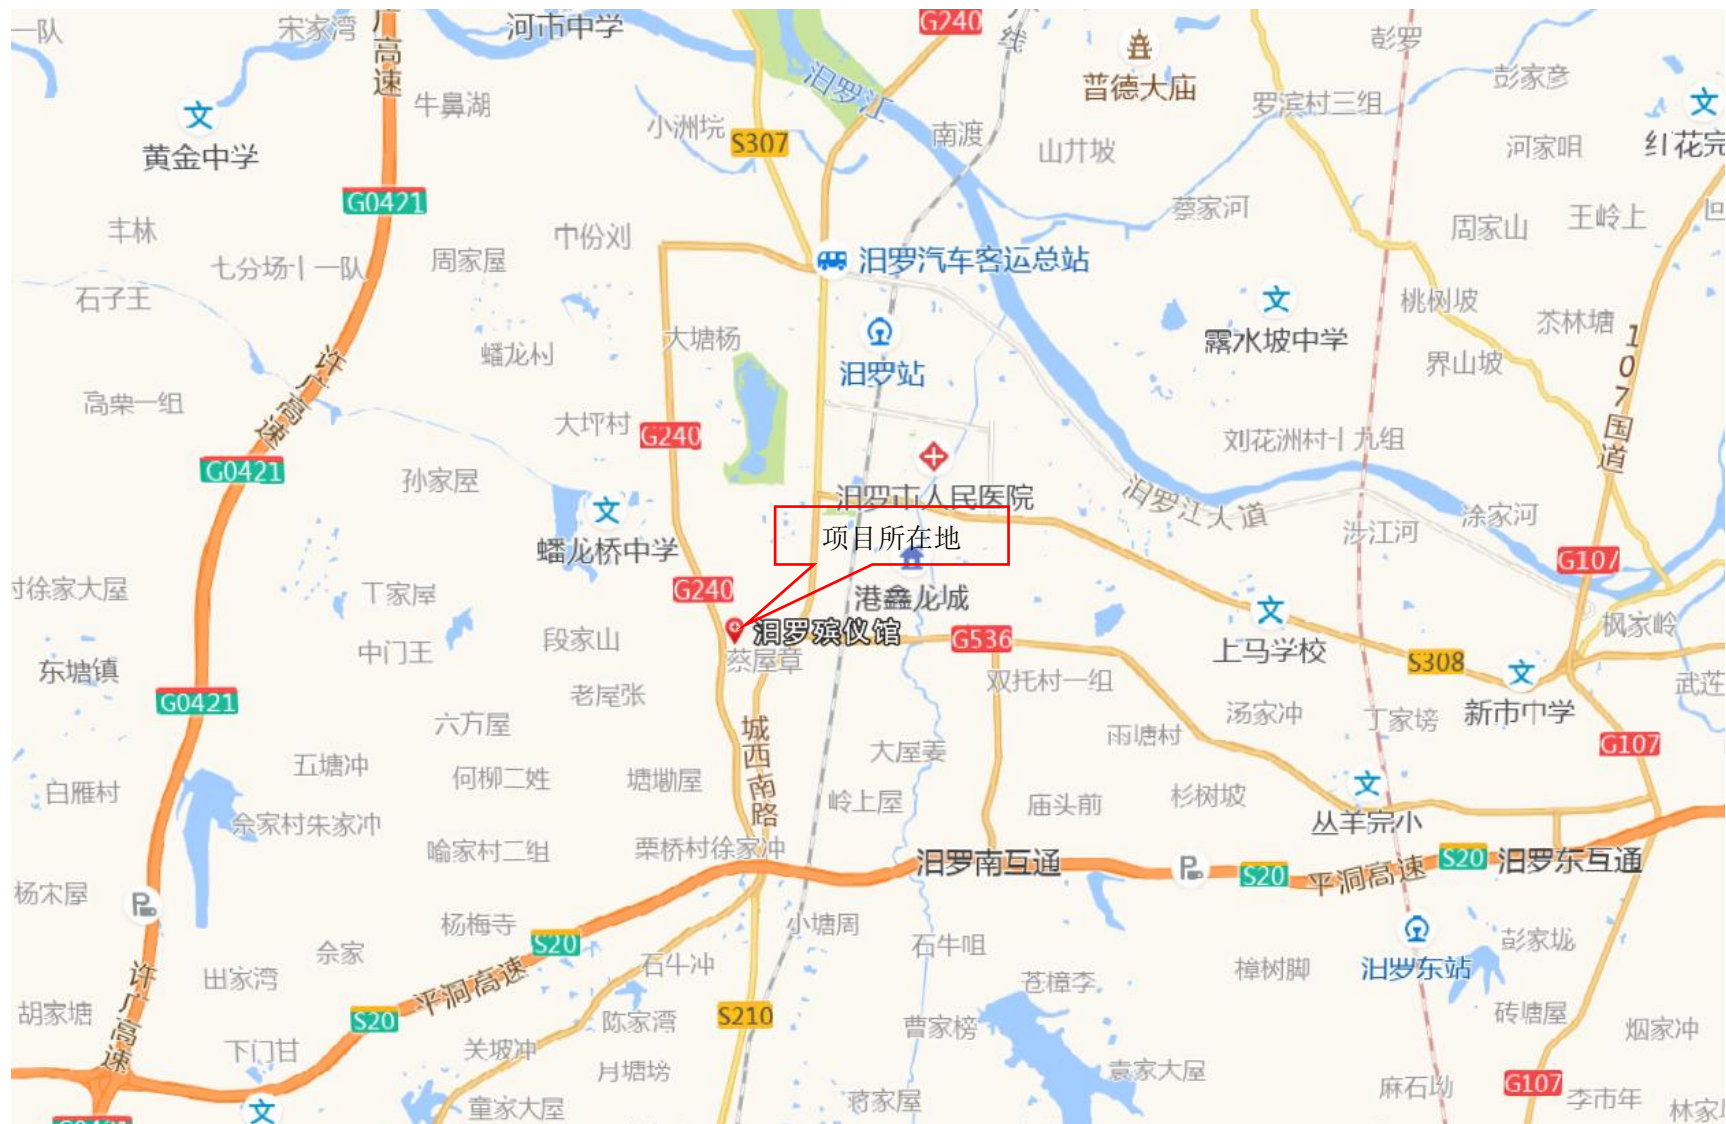 一队
宋家湾
广高速
河市中学
G240
线
普德大庙
彭罗
彭家彦
牛鼻湖
汨罗江
罗滨村三组
黄金中学
小洲垸
S307
南渡
山廾坡
河家咀
红花完
G0421
蔡家河
周家山
王岭上
回
丰林
巾份刘
七分场十一队
周家屋
汨罗汽车客运总站
石子王
桃树坡
茶林塘
107国道
大塘杨
露水坡中学
蟠龙村
界山坡
许广高速
汨罗站
高柴一组
大坪村
G240
刘花洲村十九组
G0421
孙家屋
汨罗市人民医院
汨罗江大道
涂家河
涉江河
项目所在地
蟠龙桥中学
G107
村徐家大屋
丁家屋
G240
港鑫龙城
上马学校
枫家岭
汨罗殡仪馆
段家山
G536
中门王
蔡屋章
S308
东塘镇
双托村一组
武莲
G0421
老屋张
六方屋
汤家冲
丁家塝
新市中学
城西南路
雨塘村
G107
大屋姜
五塘冲
何柳二姓
塘墈屋
白雁村
岭上屋
庙头前
杉树坡
佘家村朱家冲
丛羊完小
喻家村二组
栗桥村徐家冲
汨罗南互通
S20
平洞高速
S20
汨罗东互通
杨宋屋
杨梅寺
小塘周
S20
石牛咀
彭家垅
佘家
石牛冲
田家湾
平洞高速
苍樟李
樟树脚
汨罗东站
许广高速
胡家塘
S20
陈家湾
S210
曹家榜
砖塘屋
烟家冲
下门甘
关坡冲
月塘塝
袁家大屋
麻石坳
G107
李市年
童家大屋
蒋家屋
林家